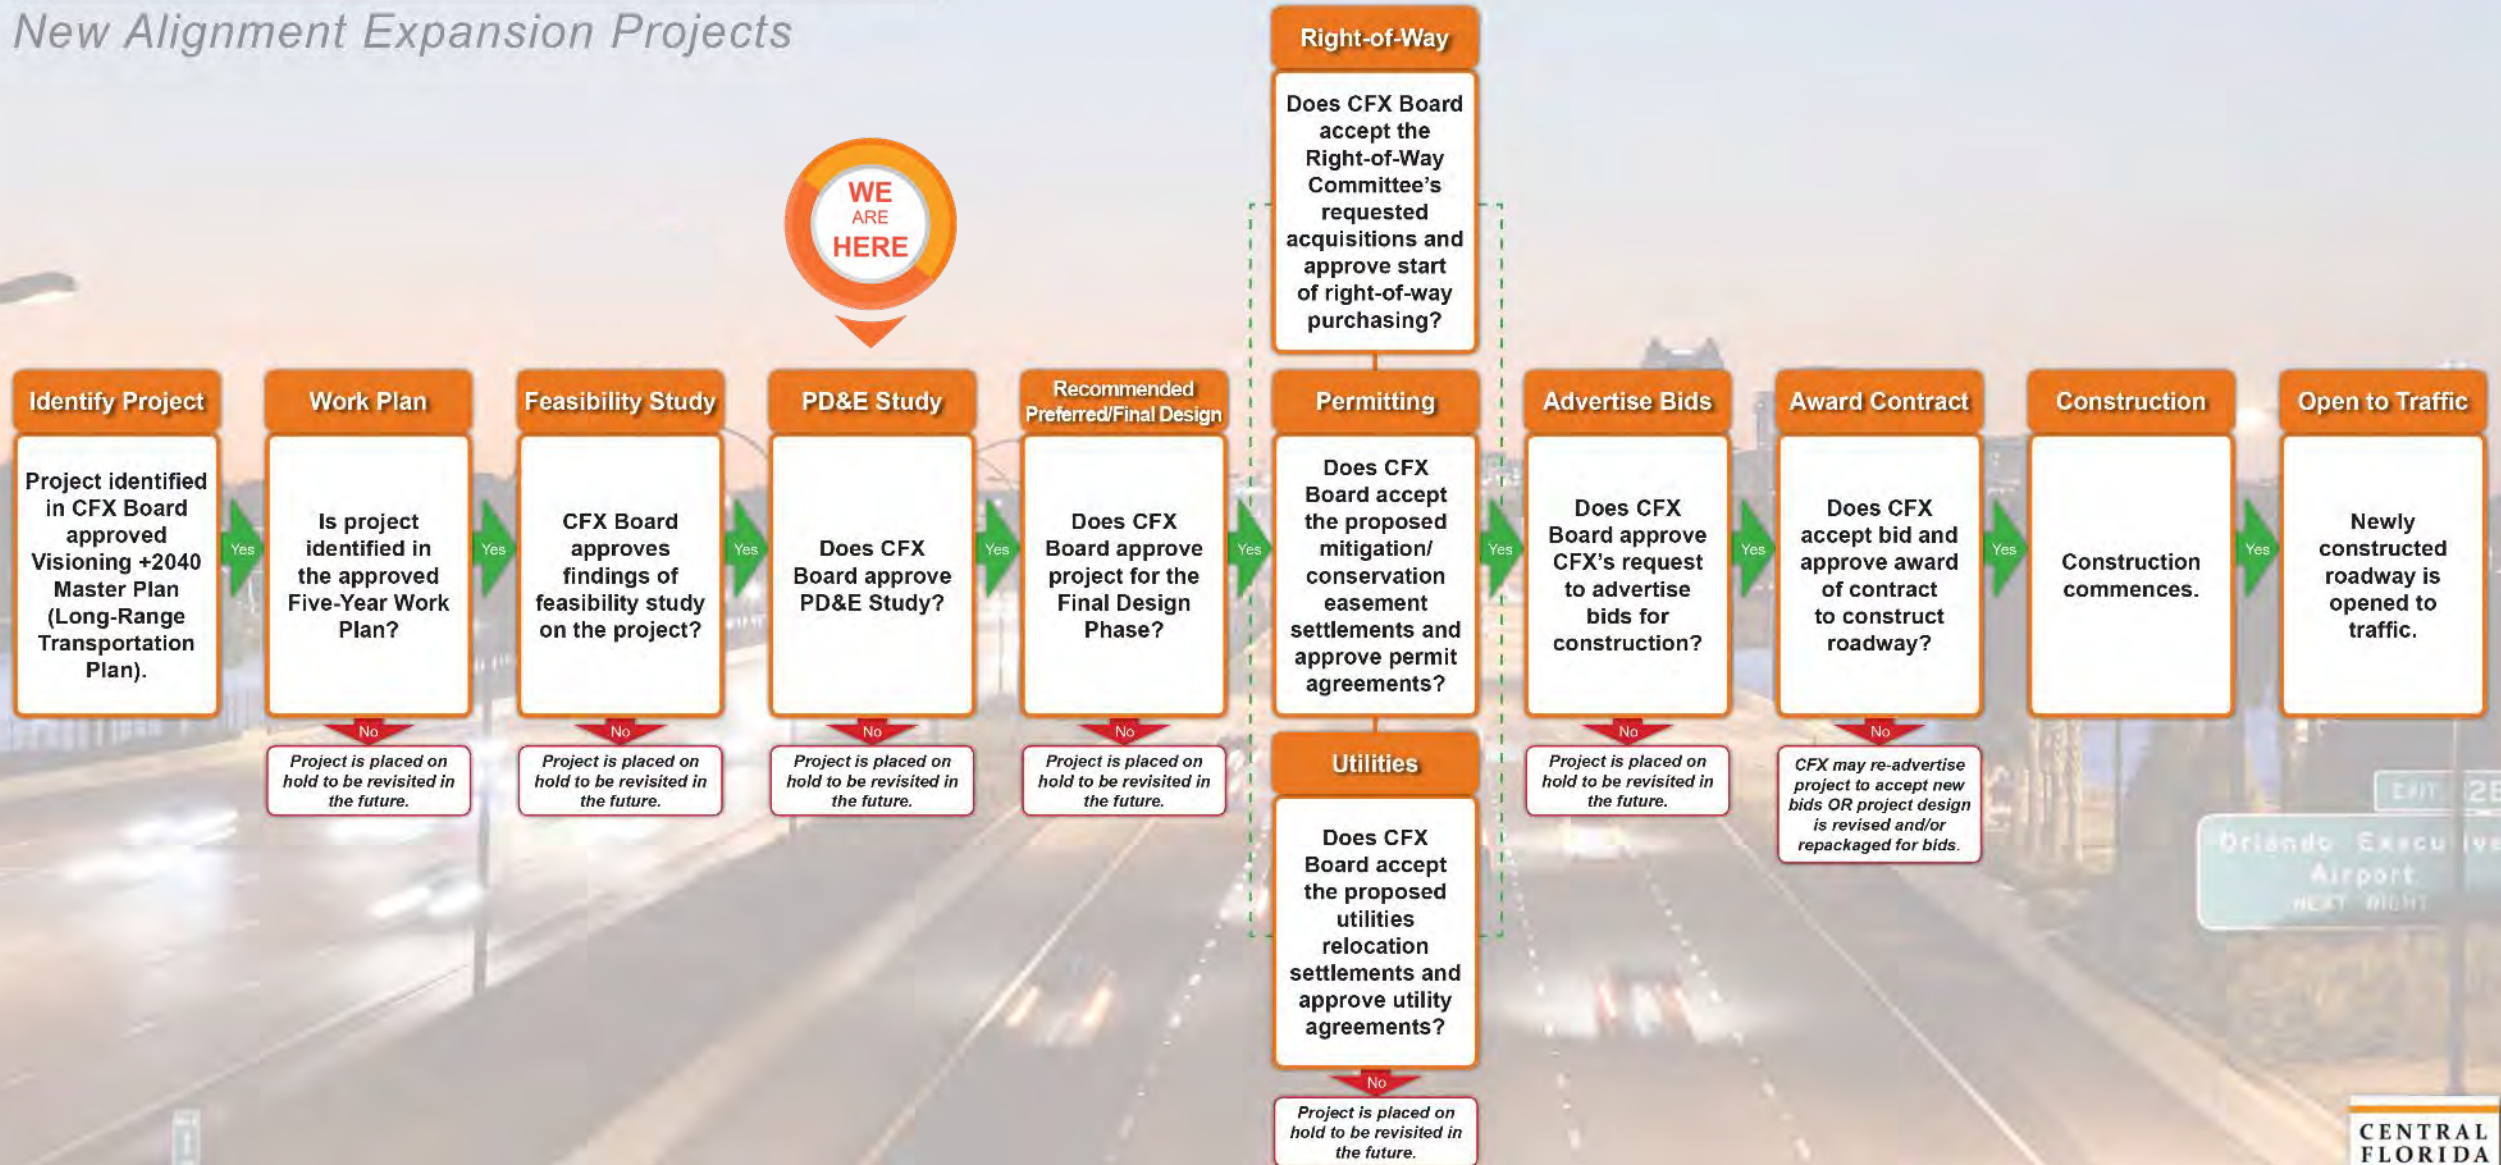 New Alignment Expansion Projects
WE
ARE
HERE
Identify Project
Project identified
in CFX Board
approved
Visioning +2040
Master Plan
(Long-Range
Transportation
Plan).
Yes
Work Plan
Is project
identified in
the approved
Five-Year Work
Plan?
No
Project is placed on
hold to be revisited in
the future.
Yes
Feasibility Study
CFX Board
approves
findings of
feasibility study
on the project?
No
Project is placed on
hold to be revisited in
the future.
Yes
PD&E Study
Does CFX
Board approve
PD&E Study?
No
Project is placed on
hold to be revisited in
the future.
Yes
Recommended
Preferred/Final Design
Does CFX
Board approve
project for the
Final Design
Phase?
No
Project is placed on
hold to be revisited in
the future.
Yes
Right-of-Way
Does CFX Board
accept the
Right-of-Way
Committee's
requested
acquisitions and
approve start
of right-of-way
purchasing?
Permitting
Does CFX
Board accept
the proposed
mitigation/
conservation
easement
settlements and
approve permit
agreements?
Utilities
Does CFX
Board accept
the proposed
utilities
relocation
settlements and
approve utility
agreements?
No
Project is placed on
hold to be revisited in
the future.
Yes
Advertise Bids
Does CFX
Board approve
CFX's request
to advertise
bids for
construction?
No
Project is placed on
hold to be revisited in
the future.
Yes
Award Contract
Does CFX
accept bid and
approve award
of contract
to construct
roadway?
No
CFX may re-advertise
project to accept new
bids OR project design
is revised and/or
repackaged for bids.
Yes
Construction
Construction
commences.
Yes
Open to Traffic
Newly
constructed
roadway is
opened to
traffic.
EXIT
Orlando Executive
Airport
NEXT RIGHT
CENTRAL
FLORIDA